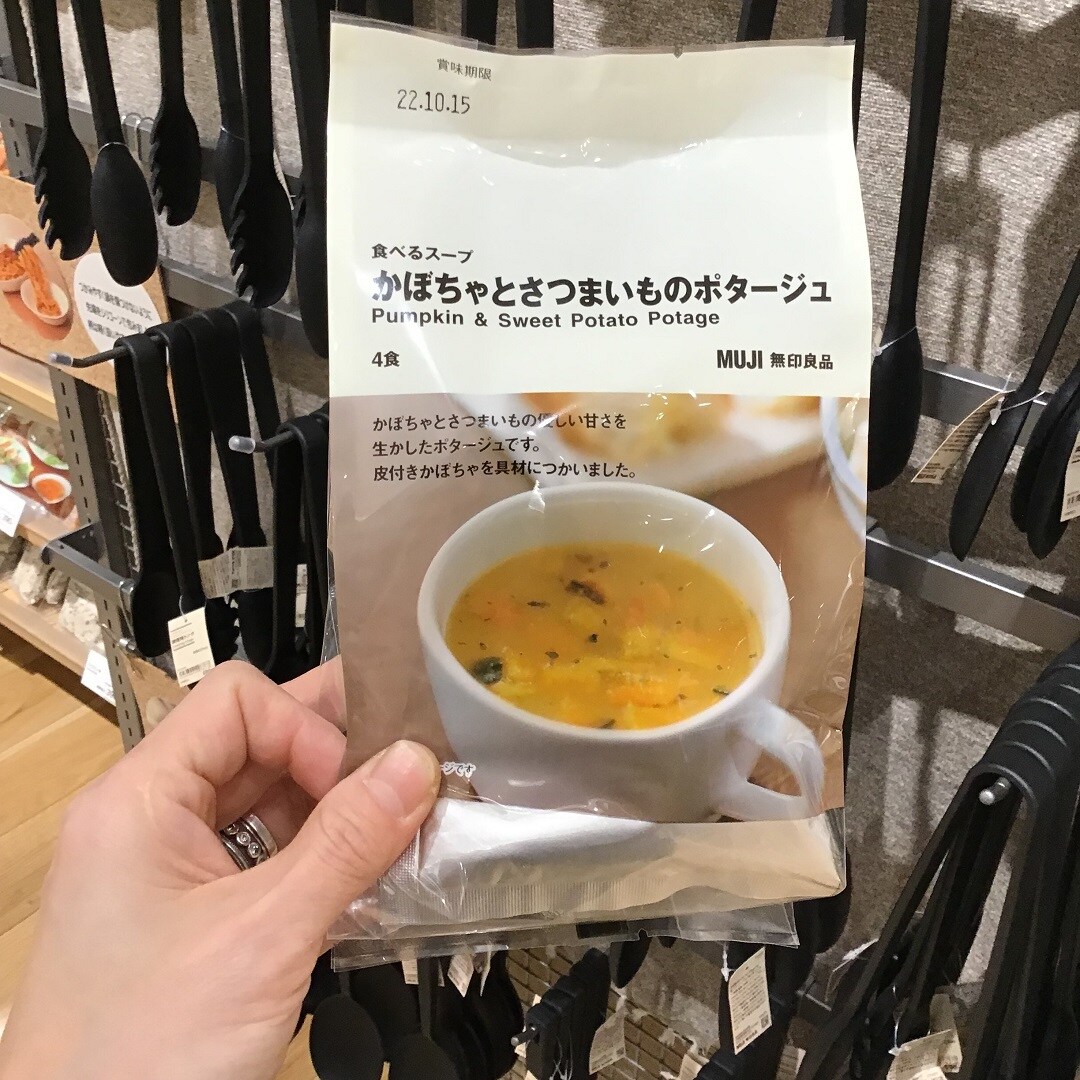 賞味期限
22.10.15
食べるスープ
かぼちゃとさつまいものポタージュ
Pumpkin & Sweet Potato Potage
4食
MUJI 無印良品
かぼちゃとさつまいもの優しい甘さを
生かしたポタージュです。
皮付きかぼちゃを具材につかいました。